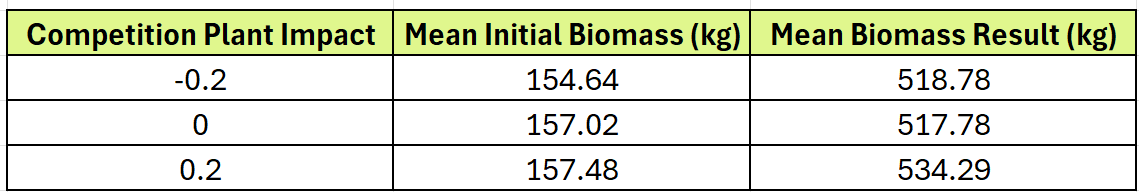 Competition Plant Impact Mean Initial Biomass (kg) Mean Biomass Result (kg)
-0.2 154.64 518.78
0 157.02 517.78
0.2 157.48 534.29